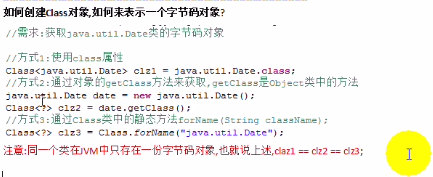 如何创建Class对象,如何来表示一个字节码对象?
//需求:获取java.util.Date类的字节码对象
//方式1:使用class属性
Class<java.util.Date> clz1 = java.util.Date.class;
//方式2:通过对象的getClass方法来获取,getClass是Object类中的方法
java.util.Date date = new java.util.Date();
Class<?> clz2 = date.getClass();
//方式3:通过Class类中的静态方法forName(String className);
Class<?> clz3 = Class.forName("java.util.Date");
注意:同一个类在JVM中只存在一份字节码对象,也就说上述,claz1 == clz2 == clz3;